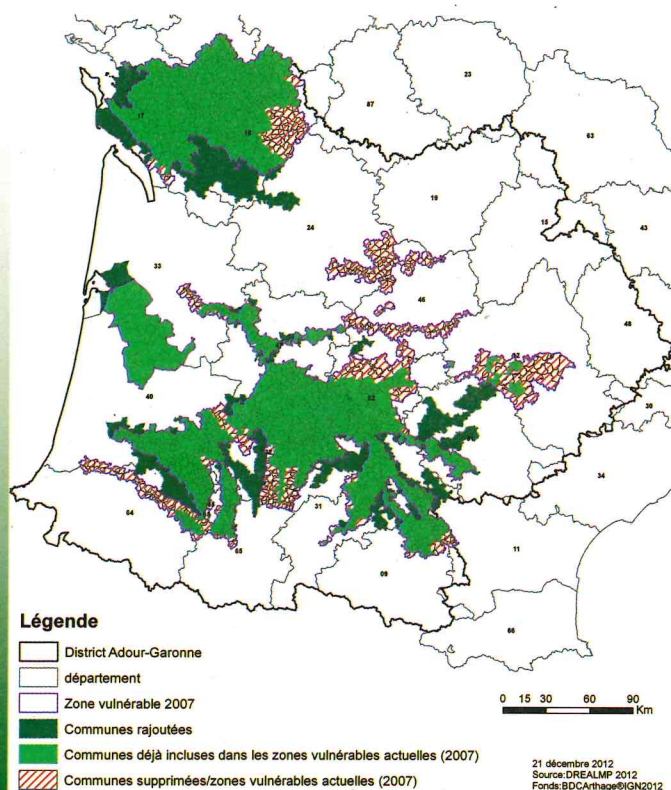 23
87
63
17
16
19
15
24
43
33
46
48
12
40
82
30
81
34
64
31
65
11
09
66
Légende
District Adour-Garonne
département
Zone vulnérable 2007
Communes rajoutées
Communes déjà incluses dans les zones vulnérables actuelles (2007)
Communes supprimées/zones vulnérables actuelles (2007)
0 15 30 60 90
Km
21 décembre 2012
Source:DREALMP 2012
Fonds:BDCArthage®IGN2012